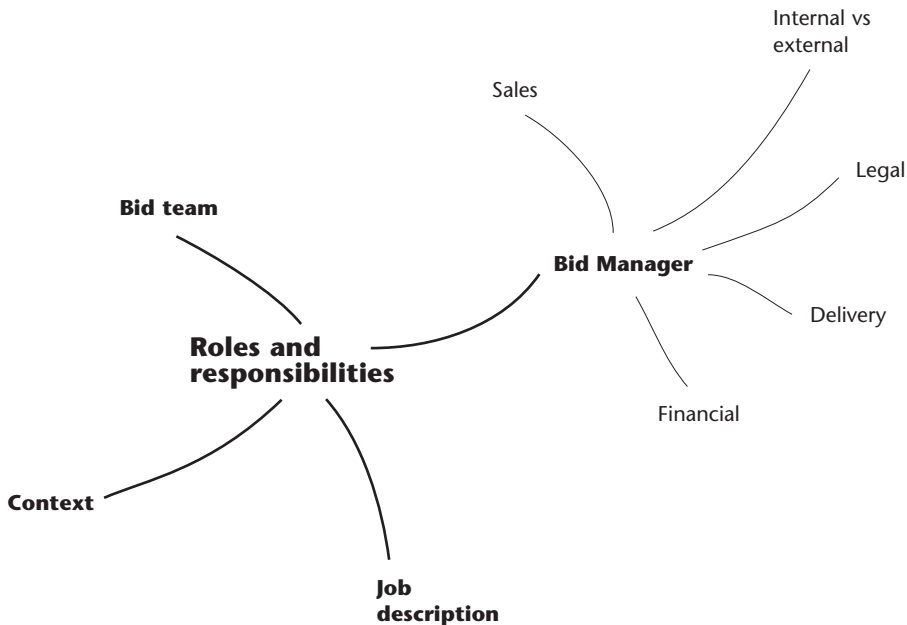 Internal vs
external
Sales
Legal
Bid team
Bid Manager
Delivery
Roles and
responsibilities
Financial
Context
Job
description